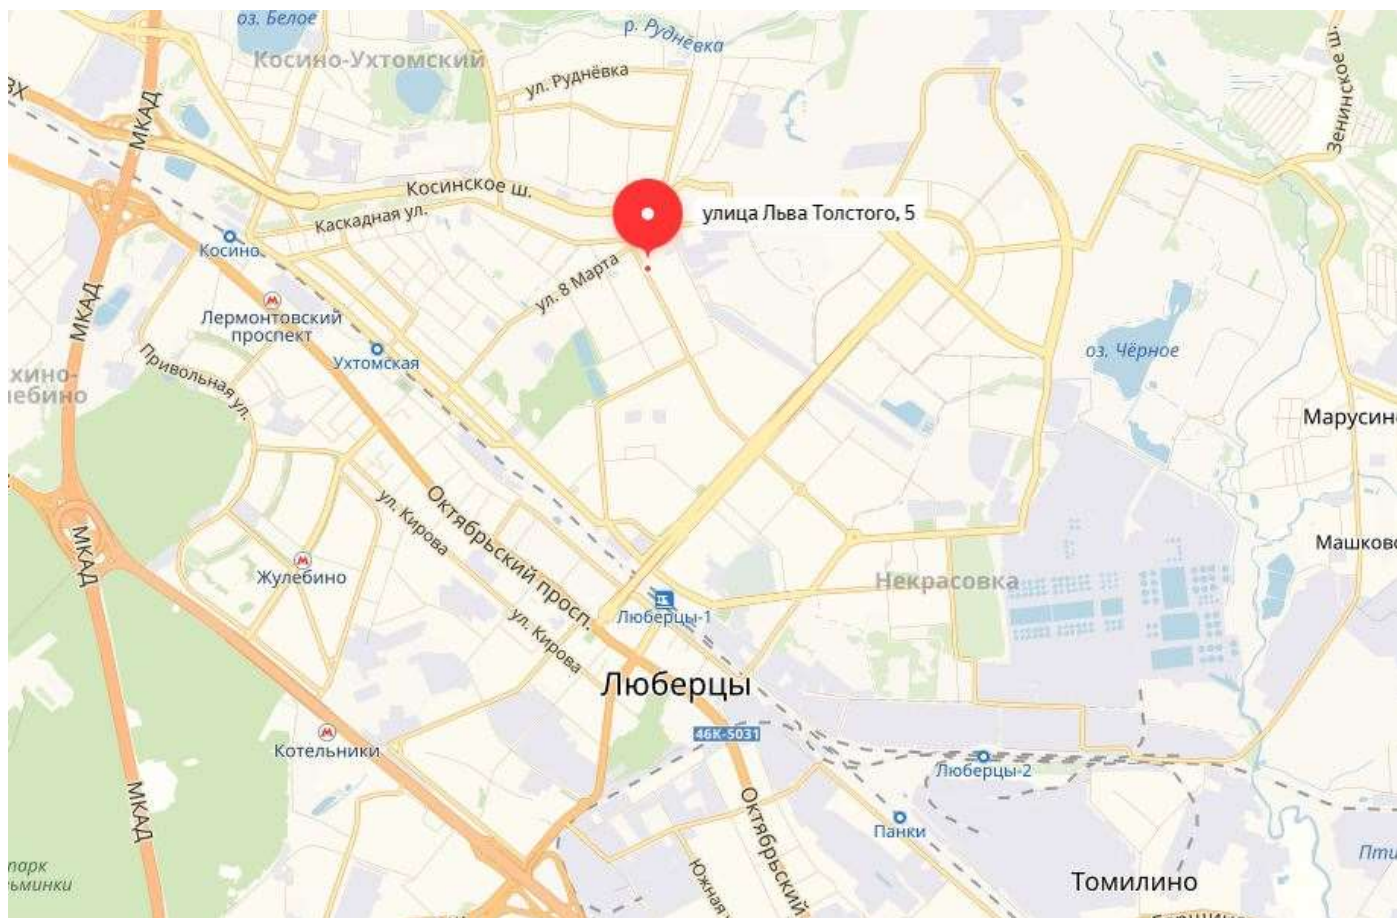 оз. Белое
р. Руднёвка
Косино-Ухтомский
ул. Руднёвка
МКАД
Зенинское ш.
Косинское ш.
Каскадная ул.
улица Льва Толстого, 5
Косино
ул. 8 Марта
МКАД
Лермонтовский
проспект
Ухтомская
оз. Чёрное
Привольная ул.
Октябрьский просп.
ул. Кирова
МКАД
Жулебино
Некрасовка
Люберцы-1
ул. Кирова
Люберцы
46К-5031
Котельники
Люберцы-2
МКАД
Октябрьский
Панки
Южная
Томилино